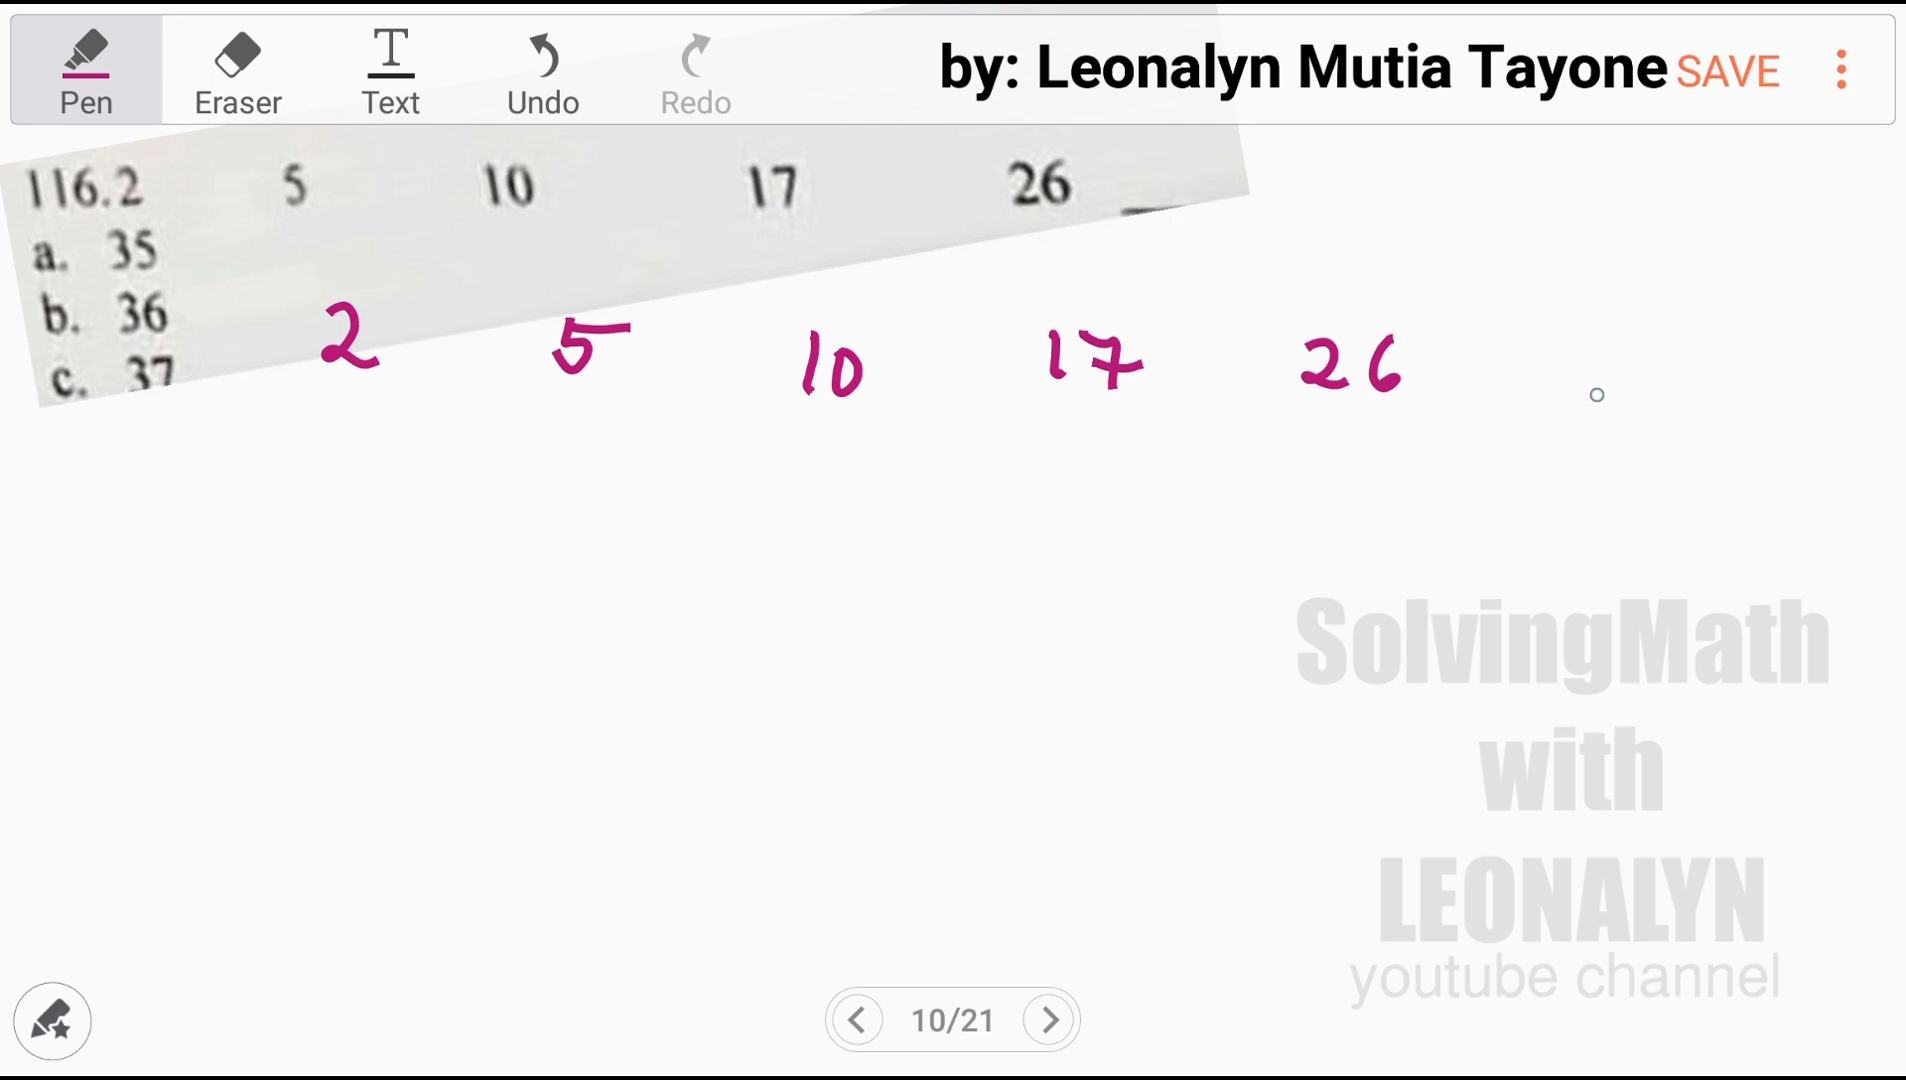 by: Leonalyn Mutia Tayone SAVE
Pen Eraser Text Undo Redo
116.2 5 10 17 26 __
a. 35
b. 36
c. 37
2 5 10 17 26
SolvingMath
with
LEONALYN
youtube channel
10/21